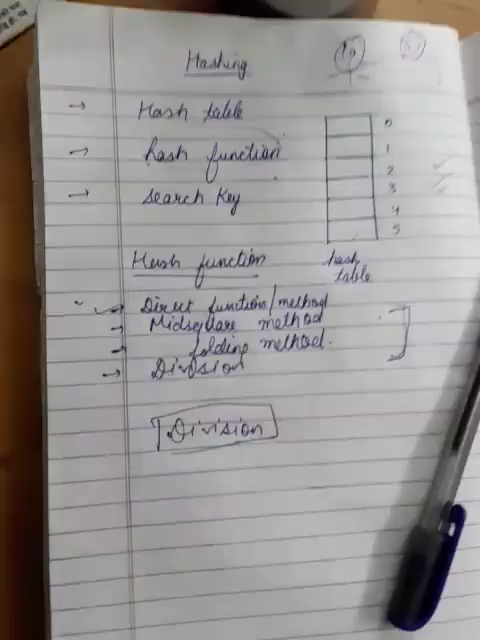 Hashing
→ Hash table
→ hash function
→ search key
0
1
2
3
4
5
hash
table
Hash function
Direct function/method
→ Midsquare method
→ folding method.
→ Division
Division